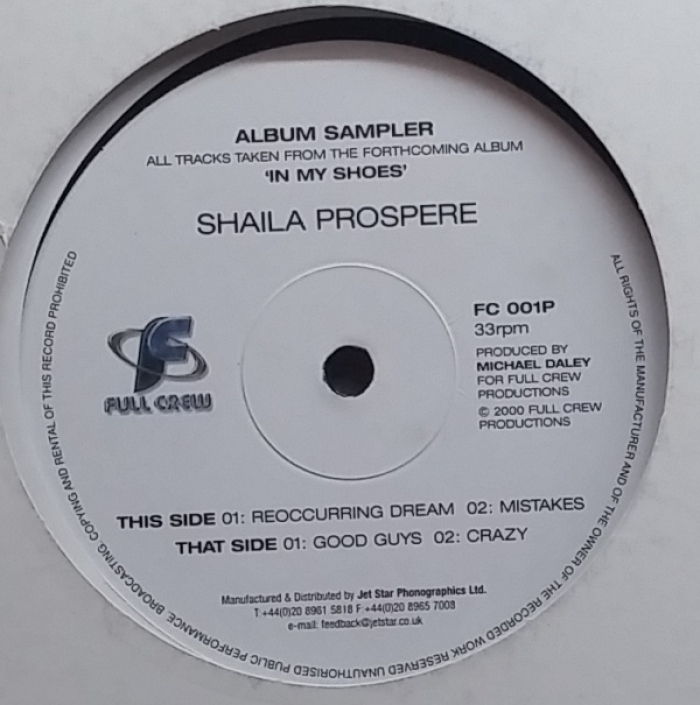 ALBUM SAMPLER
ALL TRACKS TAKEN FROM THE FORTHCOMING ALBUM
'IN MY SHOES'
SHAILA PROSPERE
FULL CREW
FC 001P
33rpm
PRODUCED BY
MICHAEL DALEY
FOR FULL CREW
PRODUCTIONS
© 2000 FULL CREW
PRODUCTIONS
THIS SIDE 01: REOCCURRING DREAM 02: MISTAKES
THAT SIDE 01: GOOD GUYS 02: CRAZY
Manufactured & Distributed by Jet Star Phonographics Ltd.
T:+44(0)20 8961 5818 F:+44(0)20 8965 7008
e-mail: feedback@jetstar.co.uk
ALL RIGHTS OF THE MANUFACTURER AND OF THE OWNER OF THE RECORDED WORK RESERVED UNAUTHORISED PUBLIC PERFORMANCE, BROADCASTING, COPYING AND RENTAL OF THIS RECORD PROHIBITED